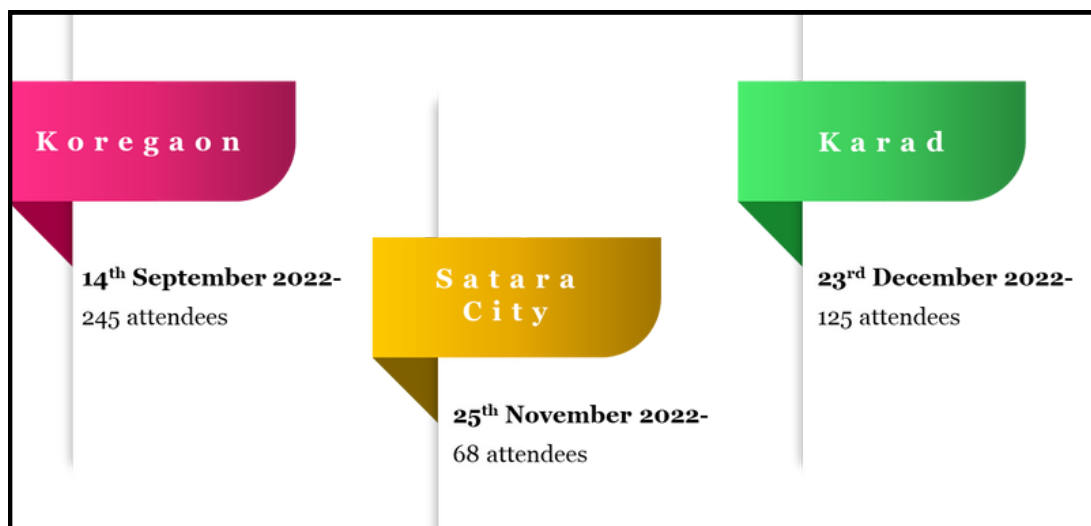 Koregaon
14th September 2022-
245 attendees
Satara
City
25th November 2022-
68 attendees
Karad
23rd December 2022-
125 attendees